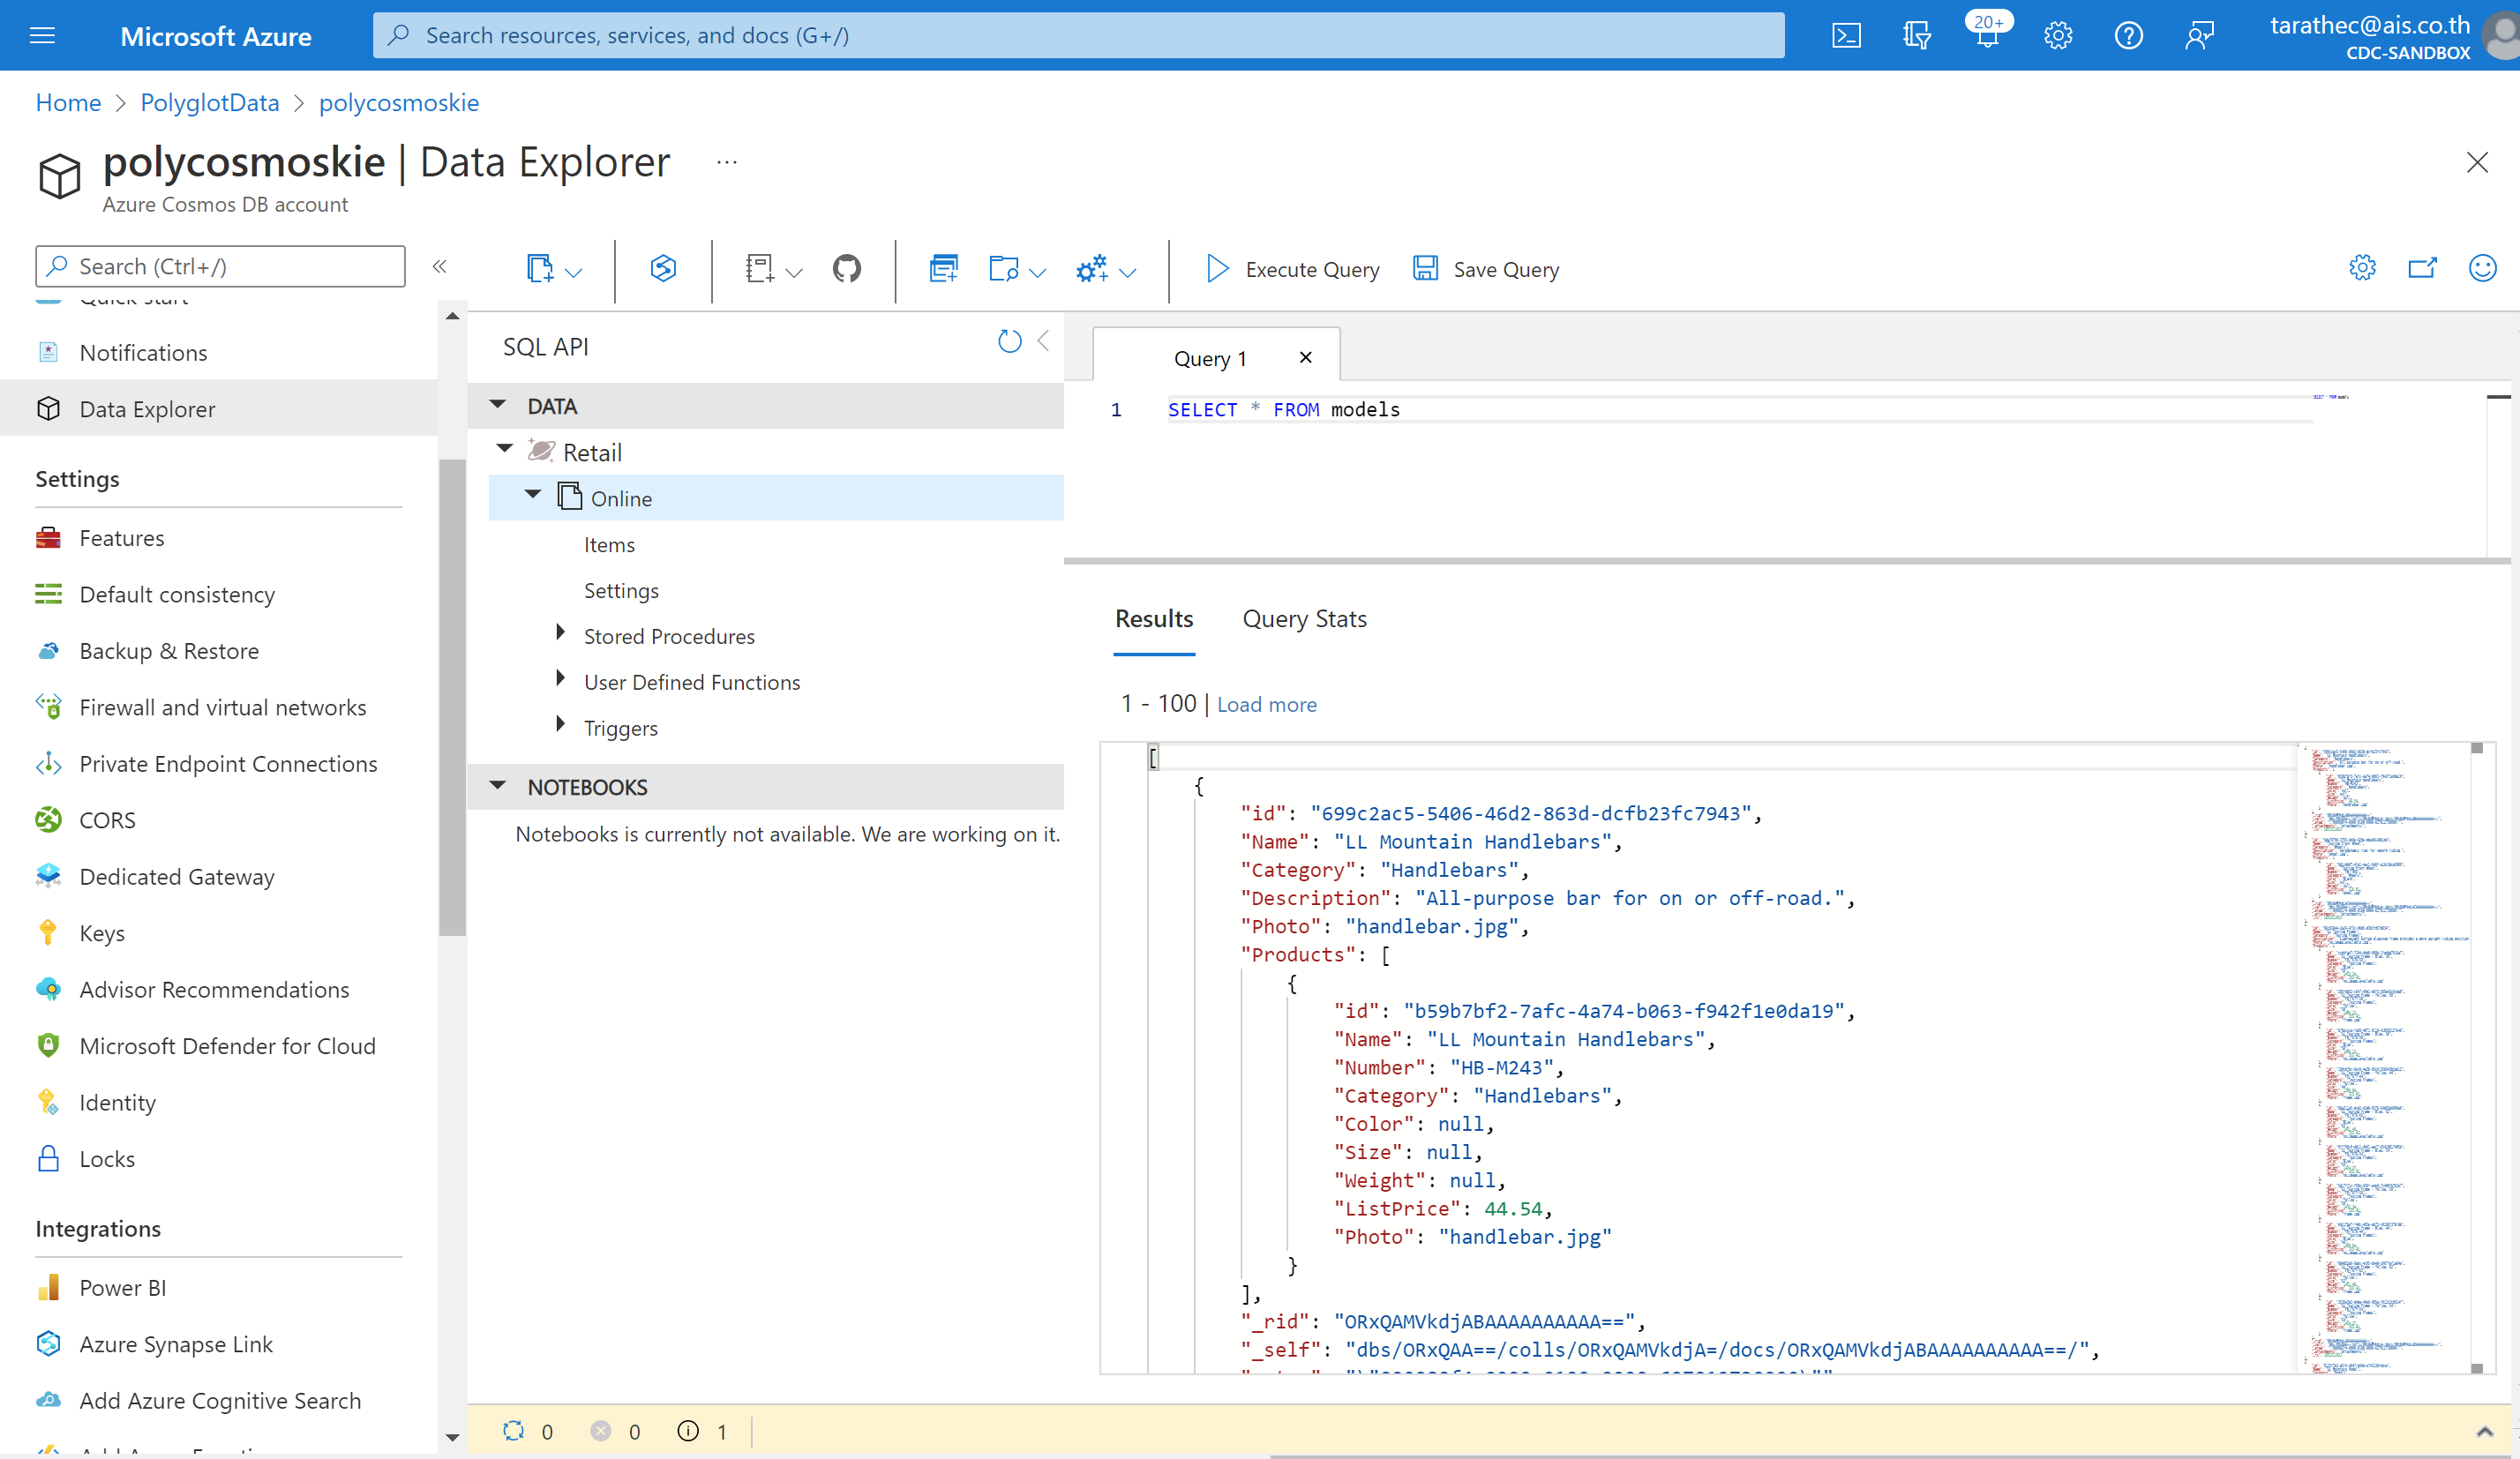 Microsoft Azure
Search resources, services, and docs (G+/)
20+
tarathec@ais.co.th
CDC-SANDBOX
Home > PolyglotData > polycosmoskie
polycosmoskie | Data Explorer ...
Azure Cosmos DB account
Search (Ctrl+/)
Execute Query
Save Query
Quick start
Notifications
Data Explorer
Settings
Features
Default consistency
Backup & Restore
Firewall and virtual networks
Private Endpoint Connections
CORS
Dedicated Gateway
Keys
Advisor Recommendations
Microsoft Defender for Cloud
Identity
Locks
Integrations
Power BI
Azure Synapse Link
Add Azure Cognitive Search
SQL API
DATA
Retail
Online
Items
Settings
Stored Procedures
User Defined Functions
Triggers
NOTEBOOKS
Notebooks is currently not available. We are working on it.
Query 1
1 SELECT * FROM models
Results Query Stats
1 - 100 | Load more
[
{
"id": "699c2ac5-5406-46d2-863d-dcfb23fc7943",
"Name": "LL Mountain Handlebars",
"Category": "Handlebars",
"Description": "All-purpose bar for on or off-road.",
"Photo": "handlebar.jpg",
"Products": [
{
"id": "b59b7bf2-7afc-4a74-b063-f942f1e0da19",
"Name": "LL Mountain Handlebars",
"Number": "HB-M243",
"Category": "Handlebars",
"Color": null,
"Size": null,
"Weight": null,
"ListPrice": 44.54,
"Photo": "handlebar.jpg"
}
],
"_rid": "ORxQAMVkdjABAAAAAAAAAA==",
"_self": "dbs/ORxQAA==/colls/ORxQAMVkdjA=/docs/ORxQAMVkdjABAAAAAAAAAA==/",
0 0 1